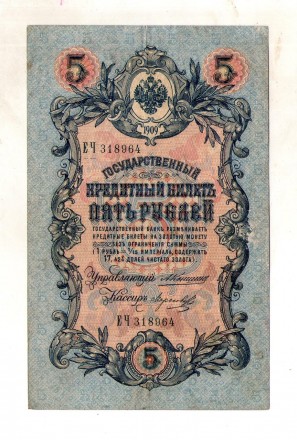 5 5
1909
ЕЧ 318964
ГОСУДАРСТВЕННЫЙ
КРЕДИТНЫЙ БИЛЕТЪ
ПЯТЬ РУБЛЕЙ
ГОСУДАРСТВЕННЫЙ БАНКЪ РАЗМѢНИВАЕТЪ
КРЕДИТНЫЕ БИЛЕТЫ НА ЗОЛОТУЮ МОНЕТУ
БЕЗЪ ОГРАНИЧЕНІЯ СУММЫ
(1 РУБЛЬ = 1/15 ИМПЕРІАЛА, СОДЕРЖИТЪ
17,424 ДОЛЕЙ ЧИСТАГО ЗОЛОТА).
Управляющій
Кассиръ
ЕЧ 318964
5